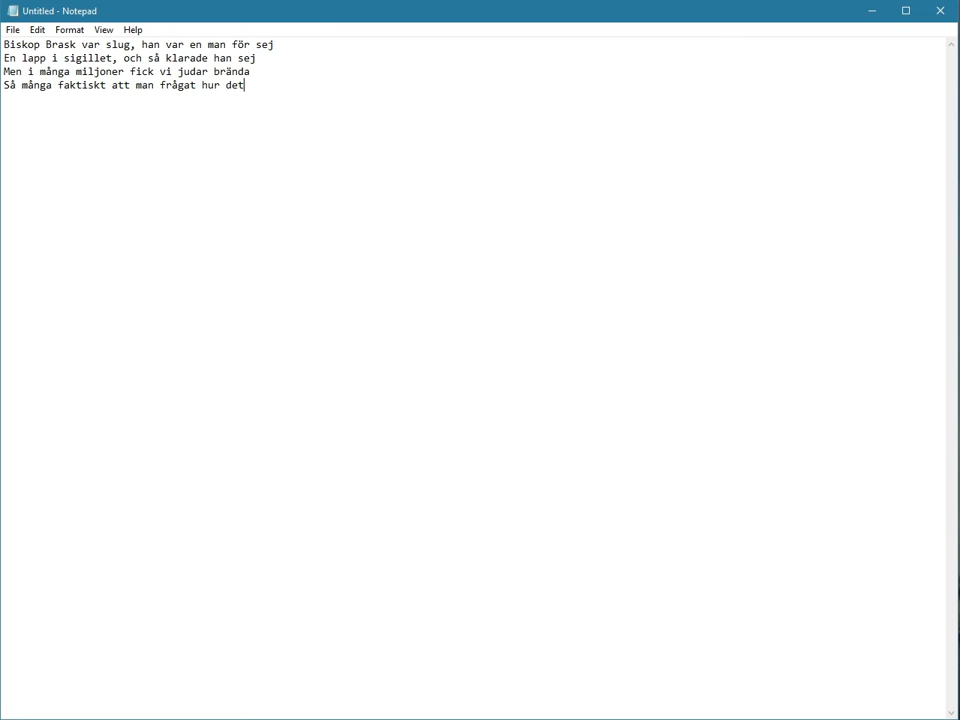 Untitled - Notepad
File Edit Format View Help
Biskop Brask var slug, han var en man för sej
En lapp i sigillet, och så klarade han sej
Men i många miljoner fick vi judar brända
Så många faktiskt att man frågat hur det